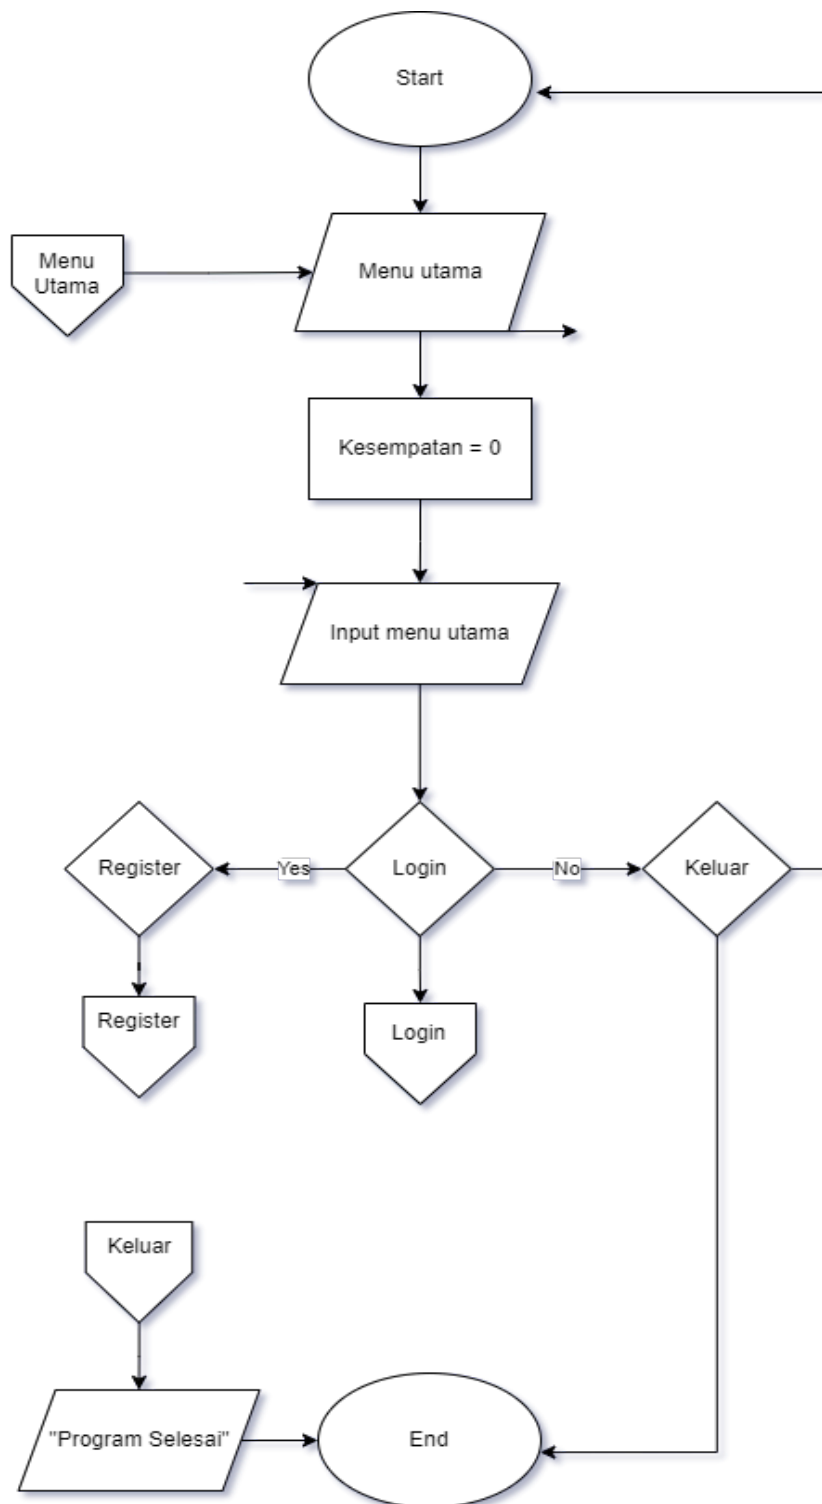 Start
Menu
Utama
Menu utama
Kesempatan = 0
Input menu utama
Register
Yes
Login
No
Keluar
Register
Login
Keluar
"Program Selesai"
End